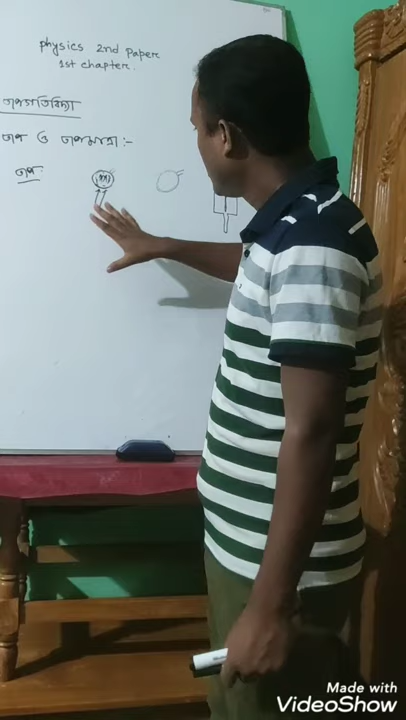 physics 2nd Paper
1st chapter.
তাপগতিবিদ্যা
তাপ ও তাপমাত্রা:-
তাপ:
Made with
VideoShow